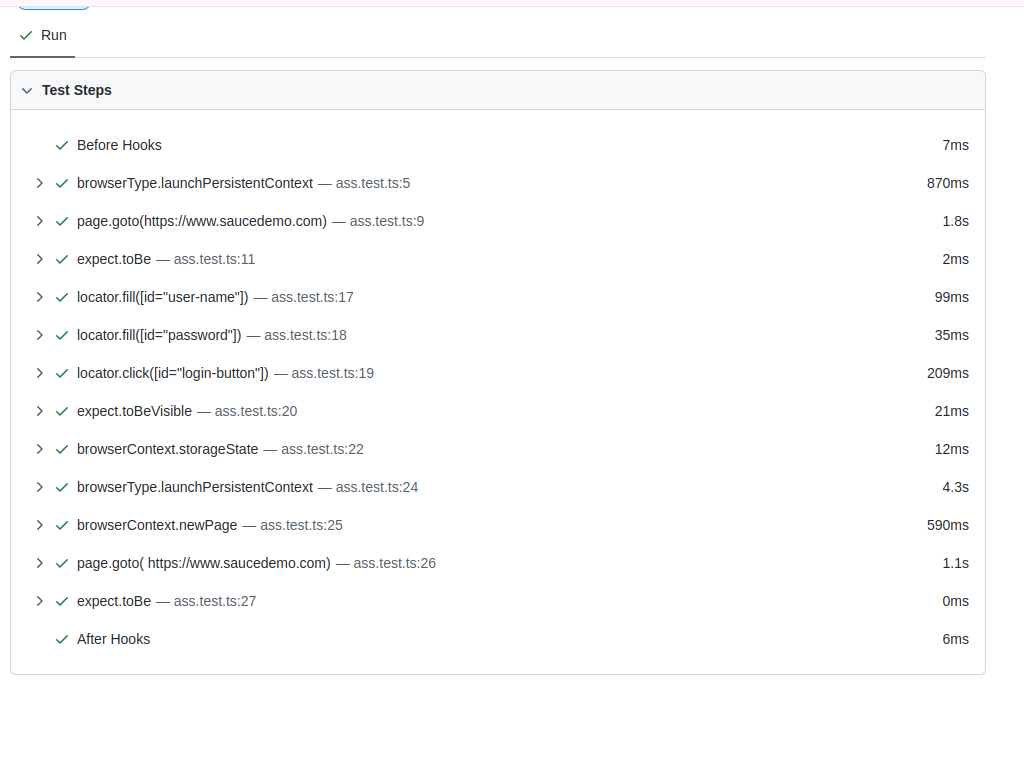 Run
Test Steps
Before Hooks 7ms
browserType.launchPersistentContext — ass.test.ts:5 870ms
page.goto(https://www.saucedemo.com) — ass.test.ts:9 1.8s
expect.toBe — ass.test.ts:11 2ms
locator.fill([id="user-name"]) — ass.test.ts:17 99ms
locator.fill([id="password"]) — ass.test.ts:18 35ms
locator.click([id="login-button"]) — ass.test.ts:19 209ms
expect.toBeVisible — ass.test.ts:20 21ms
browserContext.storageState — ass.test.ts:22 12ms
browserType.launchPersistentContext — ass.test.ts:24 4.3s
browserContext.newPage — ass.test.ts:25 590ms
page.goto( https://www.saucedemo.com) — ass.test.ts:26 1.1s
expect.toBe — ass.test.ts:27 0ms
After Hooks 6ms